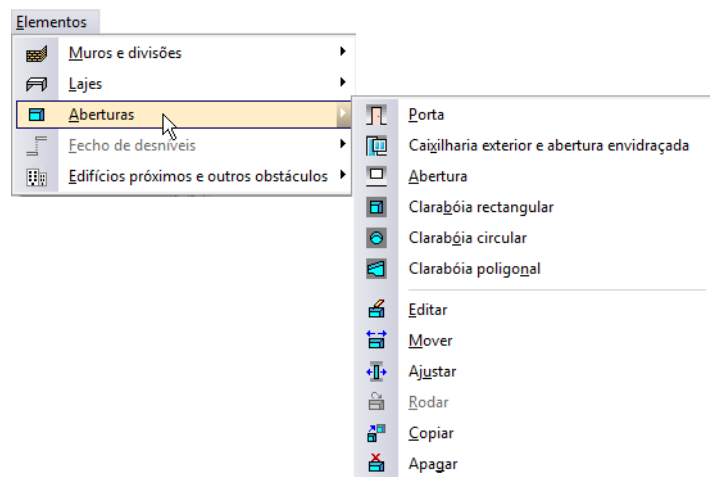 Elementos
Muros e divisões
Lajes
Aberturas
Fecho de desníveis
Edifícios próximos e outros obstáculos
Porta
Caixilharia exterior e abertura envidraçada
Abertura
Clarabóia rectangular
Clarabóia circular
Clarabóia poligonal
Editar
Mover
Ajustar
Rodar
Copiar
Apagar